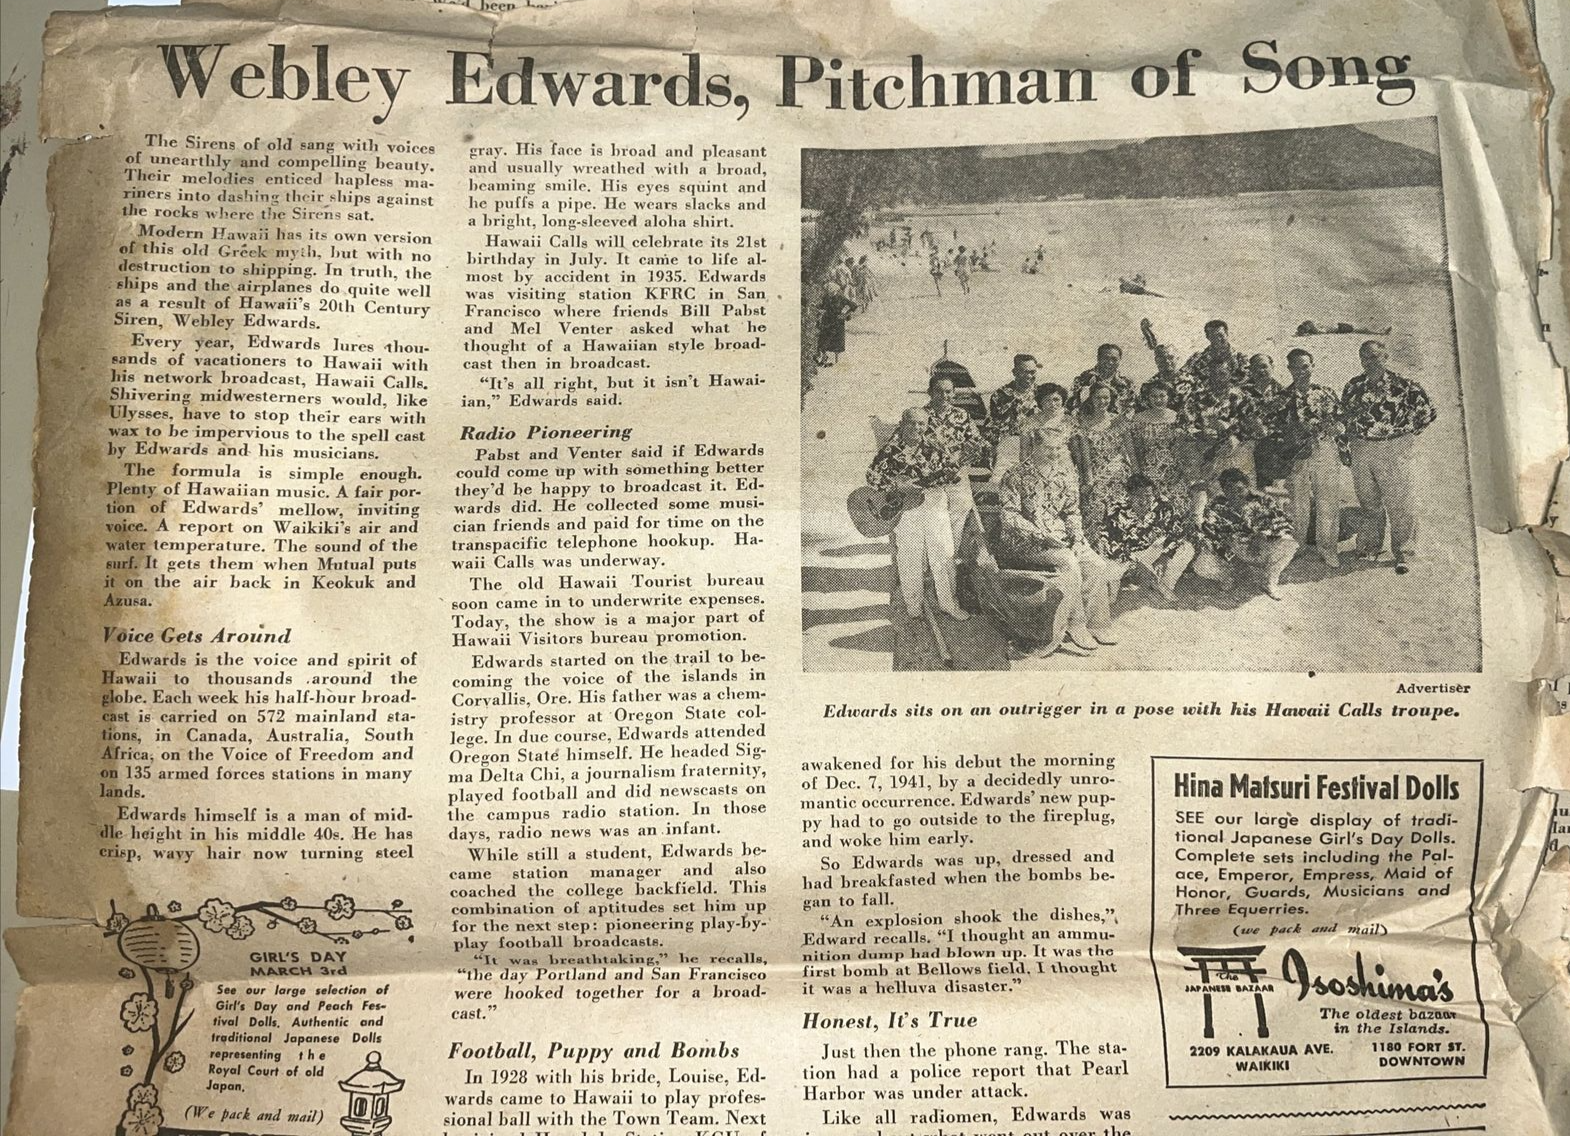 Webley Edwards, Pitchman of Song
The Sirens of old sang with voices
of unearthly and compelling beauty.
Their melodies enticed hapless ma-
riners into dashing their ships against
the rocks where the Sirens sat.
Modern Hawaii has its own version
of this old Greek myth, but with no
destruction to shipping. In truth, the
ships and the airplanes do quite well
as a result of Hawaii's 20th Century
Siren, Webley Edwards.
Every year, Edwards lures thou-
sands of vacationers to Hawaii with
his network broadcast, Hawaii Calls.
Shivering midwesterners would, like
Ulysses, have to stop their ears with
wax to be impervious to the spell cast
by Edwards and his musicians.
The formula is simple enough.
Plenty of Hawaiian music. A fair por-
tion of Edwards' mellow, inviting
voice. A report on Waikiki's air and
water temperature. The sound of the
surf. It gets them when Mutual puts
it on the air back in Keokuk and
Azusa.
Voice Gets Around
Edwards is the voice and spirit of
Hawaii to thousands around the
globe. Each week his half-hour broad-
cast is carried on 572 mainland sta-
tions, in Canada, Australia, South
Africa, on the Voice of Freedom and
on 135 armed forces stations in many
lands.
Edwards himself is a man of mid-
dle height in his middle 40s. He has
crisp, wavy hair now turning steel
GIRL'S DAY
MARCH 3rd
See our large selection of
Girl's Day and Peach Fes-
tival Dolls. Authentic and
traditional Japanese Dolls
representing the
Royal Court of old
Japan.
(We pack and mail)
gray. His face is broad and pleasant
and usually wreathed with a broad,
beaming smile. His eyes squint and
he puffs a pipe. He wears slacks and
a bright, long-sleeved aloha shirt.
Hawaii Calls will celebrate its 21st
birthday in July. It came to life al-
most by accident in 1935. Edwards
was visiting station KFRC in San
Francisco where friends Bill Pabst
and Mel Venter asked what he
thought of a Hawaiian style broad-
cast then in broadcast.
"It's all right, but it isn't Hawai-
ian," Edwards said.
Radio Pioneering
Pabst and Venter said if Edwards
could come up with something better
they'd be happy to broadcast it. Ed-
wards did. He collected some musi-
cian friends and paid for time on the
transpacific telephone hookup. Ha-
waii Calls was underway.
The old Hawaii Tourist bureau
soon came in to underwrite expenses.
Today, the show is a major part of
Hawaii Visitors bureau promotion.
Edwards started on the trail to be-
coming the voice of the islands in
Corvallis, Ore. His father was a chem-
istry professor at Oregon State col-
lege. In due course, Edwards attended
Oregon State himself. He headed Sig-
ma Delta Chi, a journalism fraternity,
played football and did newscasts on
the campus radio station. In those
days, radio news was an infant.
While still a student, Edwards be-
came station manager and also
coached the college backfield. This
combination of aptitudes set him up
for the next step: pioneering play-by-
play football broadcasts.
"It was breathtaking," he recalls,
"the day Portland and San Francisco
were hooked together for a broad-
cast."
Football, Puppy and Bombs
In 1928 with his bride, Louise, Ed-
wards came to Hawaii to play profes-
sional ball with the Town Team. Next
Advertiser
Edwards sits on an outrigger in a pose with his Hawaii Calls troupe.
awakened for his debut the morning
of Dec. 7, 1941, by a decidedly unro-
mantic occurrence. Edwards' new pup-
py had to go outside to the fireplug,
and woke him early.
So Edwards was up, dressed and
had breakfasted when the bombs be-
gan to fall.
"An explosion shook the dishes,"
Edward recalls. "I thought an ammu-
nition dump had blown up. It was the
first bomb at Bellows field. I thought
it was a helluva disaster."
Honest, It's True
Just then the phone rang. The sta-
tion had a police report that Pearl
Harbor was under attack.
Like all radiomen, Edwards was
Hina Matsuri Festival Dolls
SEE our large display of tradi-
tional Japanese Girl's Day Dolls.
Complete sets including the Pal-
ace, Emperor, Empress, Maid of
Honor, Guards, Musicians and
Three Equerries.
(we pack and mail)
The
JAPANESE BAZAAR
Isoshima's
The oldest bazaar
in the Islands.
2209 KALAKAUA AVE.
WAIKIKI
1180 FORT ST.
DOWNTOWN